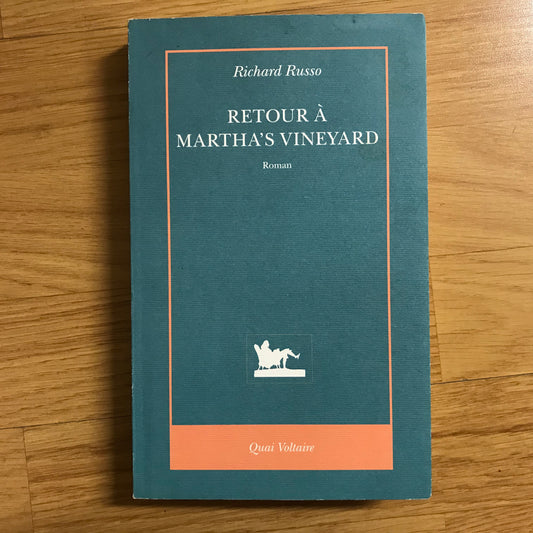 Richard Russo
RETOUR À
MARTHA'S VINEYARD
Roman
Quai Voltaire